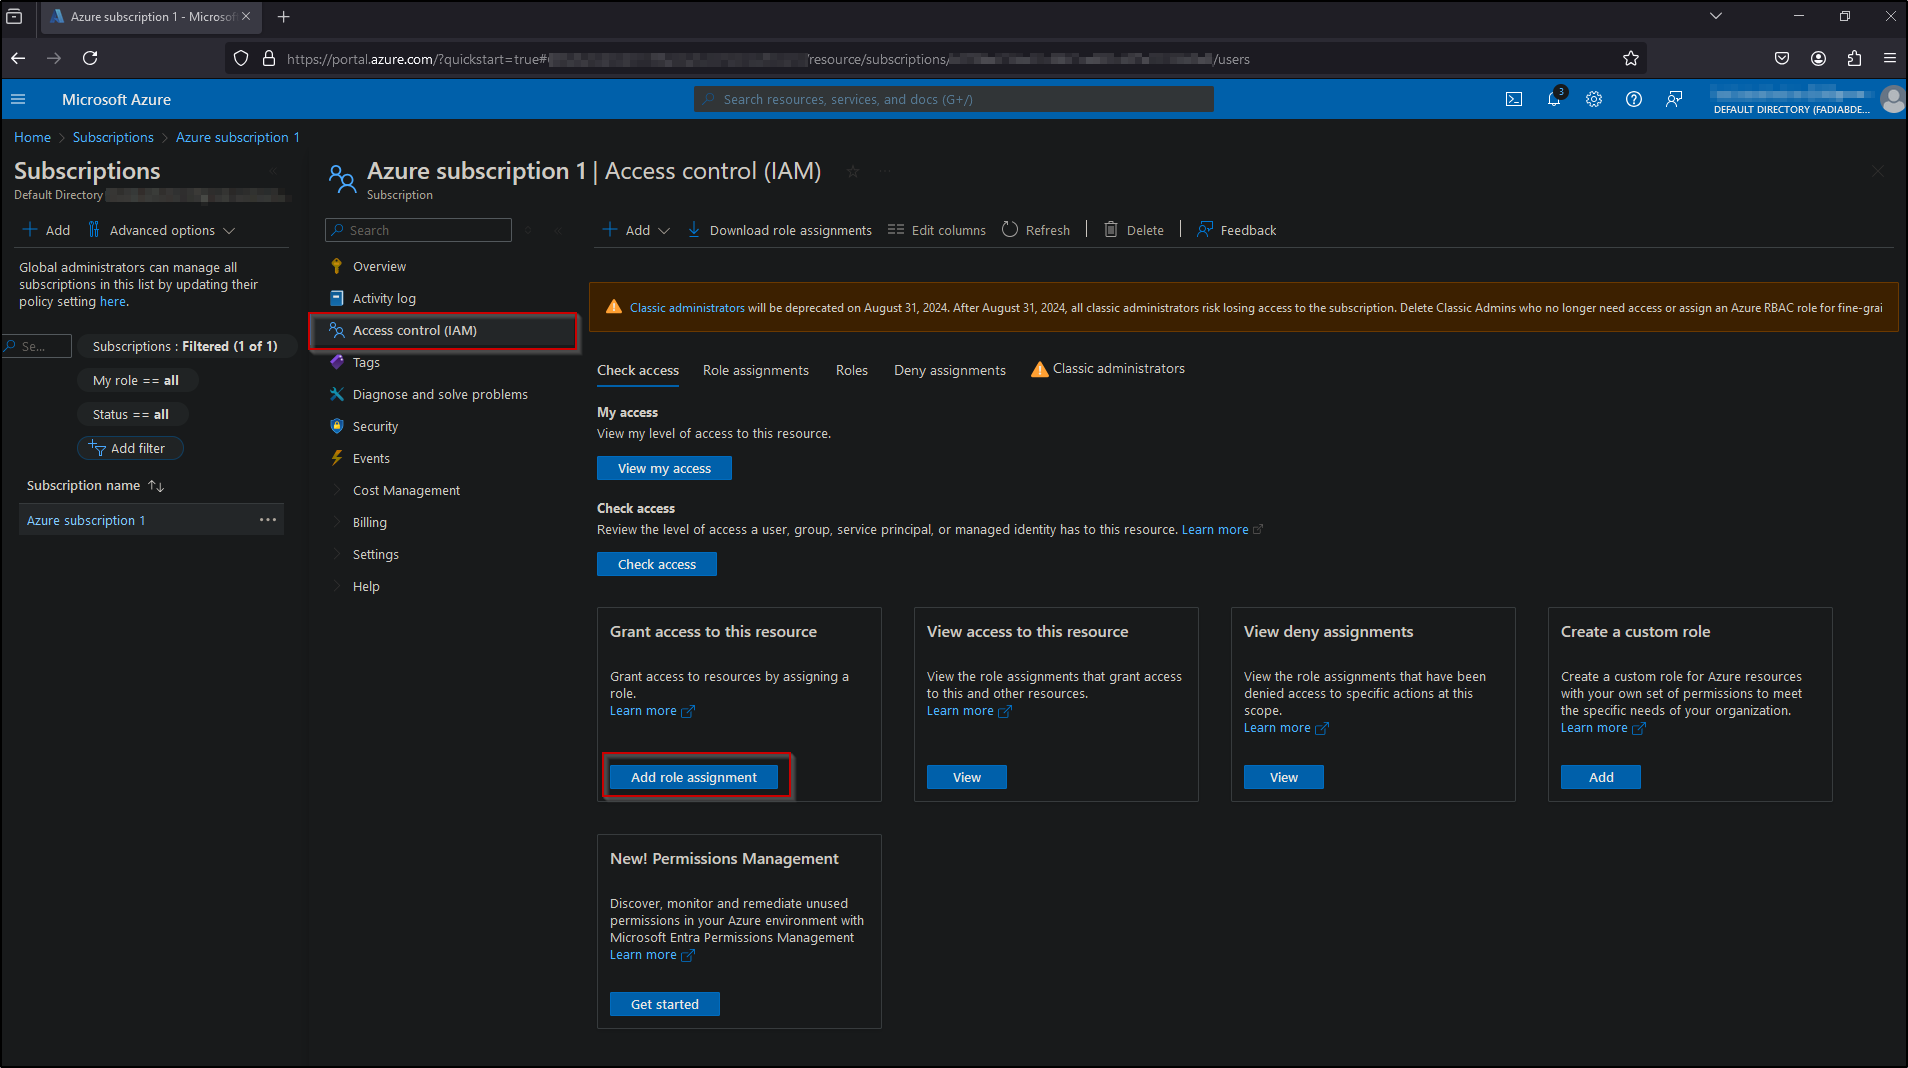 Azure subscription 1 - Microsof
https://portal.azure.com/?quickstart=true#
/resource/subscriptions/
/users
Microsoft Azure
Search resources, services, and docs (G+/)
3
DEFAULT DIRECTORY (FADIABDE...
Home > Subscriptions > Azure subscription 1
Subscriptions
Default Directory
Add
Advanced options
Global administrators can manage all
subscriptions in this list by updating their
policy setting here.
Se...
Subscriptions : Filtered (1 of 1)
My role == all
Status == all
Add filter
Subscription name ↑↓
Azure subscription 1
...
Azure subscription 1 | Access control (IAM)
...
Subscription
Search
Overview
Activity log
Access control (IAM)
Tags
Diagnose and solve problems
Security
Events
Cost Management
Billing
Settings
Help
Add
Download role assignments
Edit columns
Refresh
Delete
Feedback
Classic administrators will be deprecated on August 31, 2024. After August 31, 2024, all classic administrators risk losing access to the subscription. Delete Classic Admins who no longer need access or assign an Azure RBAC role for fine-grai
Check access
Role assignments
Roles
Deny assignments
Classic administrators
My access
View my level of access to this resource.
View my access
Check access
Review the level of access a user, group, service principal, or managed identity has to this resource. Learn more
Check access
Grant access to this resource
Grant access to resources by assigning a
role.
Learn more
Add role assignment
View access to this resource
View the role assignments that grant access
to this and other resources.
Learn more
View
View deny assignments
View the role assignments that have been
denied access to specific actions at this
scope.
Learn more
View
Create a custom role
Create a custom role for Azure resources
with your own set of permissions to meet
the specific needs of your organization.
Learn more
Add
New! Permissions Management
Discover, monitor and remediate unused
permissions in your Azure environment with
Microsoft Entra Permissions Management
Learn more
Get started